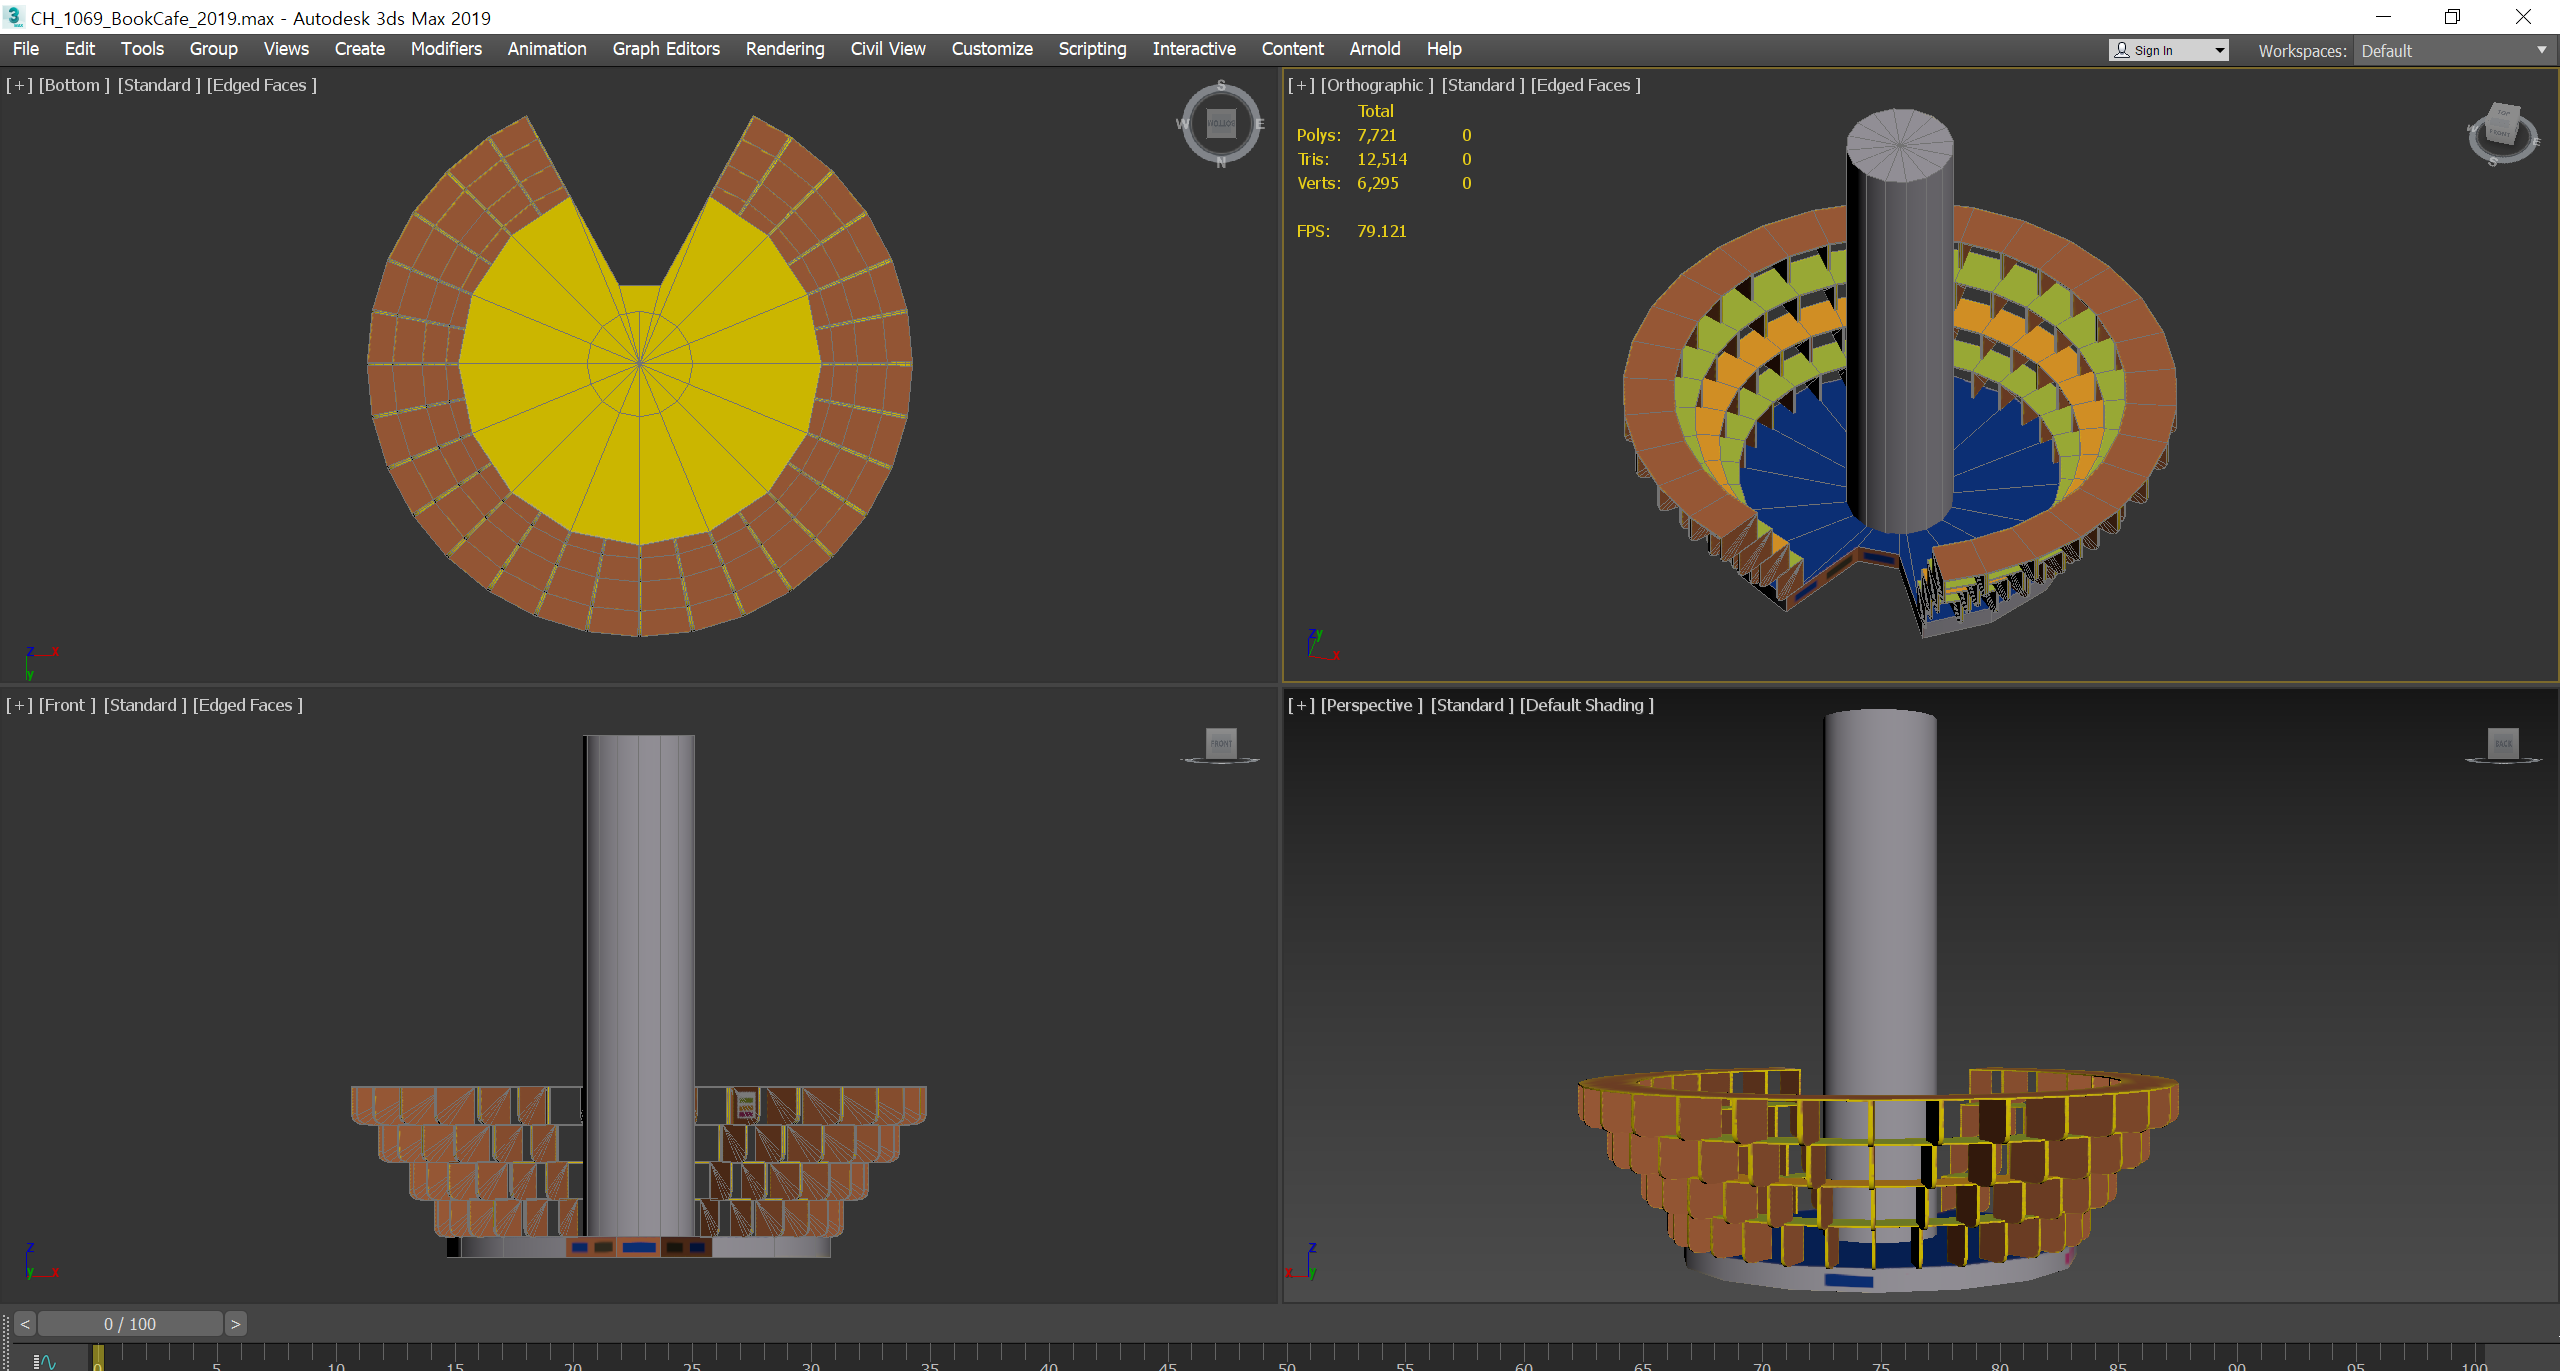 CH_1069_BookCafe_2019.max - Autodesk 3ds Max 2019
File Edit Tools Group Views Create Modifiers Animation Graph Editors Rendering Civil View Customize Scripting Interactive Content Arnold Help Sign In Workspaces: Default
[+] [Bottom ] [Standard ] [Edged Faces ]
S
W E
N
z x
y
[+] [Orthographic ] [Standard ] [Edged Faces ]
Total
Polys: 7,721 0
Tris: 12,514 0
Verts: 6,295 0
FPS: 79.121
TOP
FRONT
W E
S
z y
x
[+] [Front ] [Standard ] [Edged Faces ]
FRONT
z
y x
[+] [Perspective ] [Standard ] [Default Shading ]
BACK
z
x y
< 0 / 100 >
0 5 10 15 20 25 30 35 40 45 50 55 60 65 70 75 80 85 90 95 100